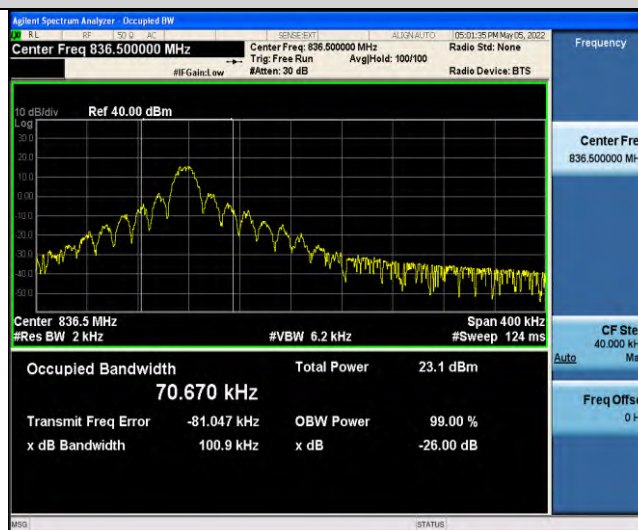 Agilent Spectrum Analyzer - Occupied BW
RL RF 50 Ω AC SENSE:EXT ALIGN AUTO 05:01:35 PM May 05, 2022
Center Freq 836.500000 MHz
Center Freq: 836.500000 MHz
Radio Std: None
Trig: Free Run Avg|Hold: 100/100
#IFGain:Low
#Atten: 30 dB
Radio Device: BTS
Frequency
10 dB/div Ref 40.00 dBm
Log
30.0
20.0
10.0
0.00
-10.0
-20.0
-30.0
-40.0
-50.0
Center Fre
836.500000 MH
Center 836.5 MHz
Span 400 kHz
#Res BW 2 kHz
#VBW 6.2 kHz
#Sweep 124 ms
CF Ste
40.000 kH
Auto Ma
Occupied Bandwidth
70.670 kHz
Total Power 23.1 dBm
Transmit Freq Error -81.047 kHz
OBW Power 99.00 %
x dB Bandwidth 100.9 kHz
x dB -26.00 dB
Freq Offse
0 H
MSG
STATUS